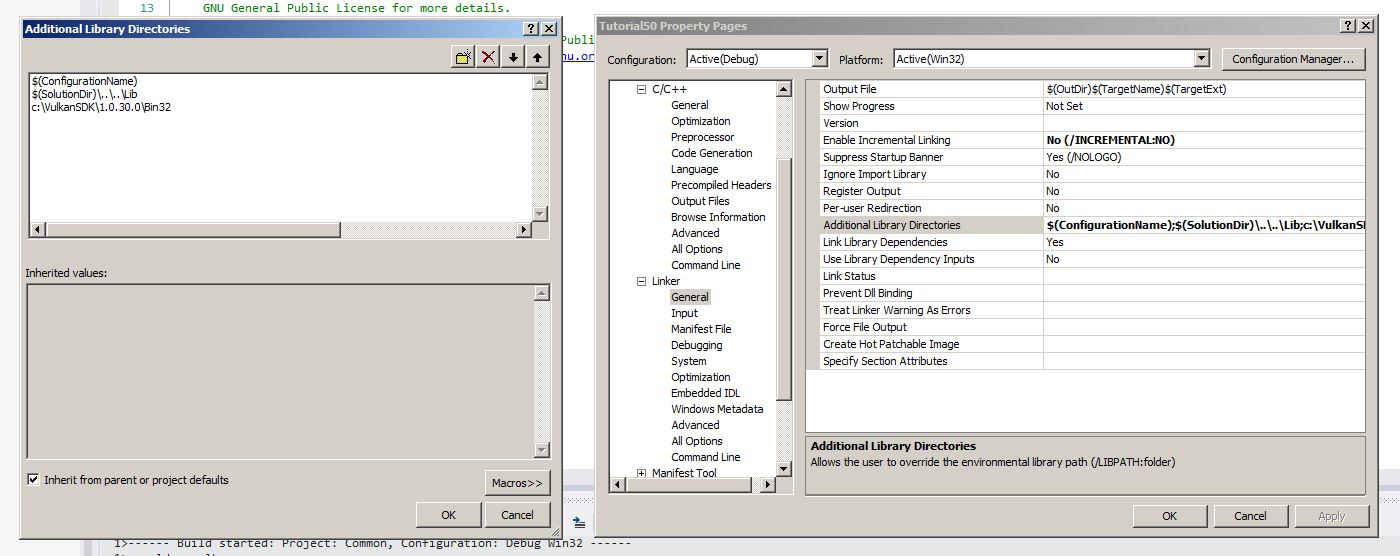 13 GNU General Public License for more details.
Additional Library Directories
$(ConfigurationName)
$(SolutionDir)\..\..\Lib
c:\VulkanSDK\1.0.30.0\Bin32
Inherited values:
Inherit from parent or project defaults
Macros>>
OK
Cancel
Tutorial50 Property Pages
Configuration:
Active(Debug)
Platform:
Active(Win32)
Configuration Manager...
C/C++
General
Optimization
Preprocessor
Code Generation
Language
Precompiled Headers
Output Files
Browse Information
Advanced
All Options
Command Line
Linker
General
Input
Manifest File
Debugging
System
Optimization
Embedded IDL
Windows Metadata
Advanced
All Options
Command Line
Manifest Tool
Output File $(OutDir)$(TargetName)$(TargetExt)
Show Progress Not Set
Version
Enable Incremental Linking No (/INCREMENTAL:NO)
Suppress Startup Banner Yes (/NOLOGO)
Ignore Import Library No
Register Output No
Per-user Redirection No
Additional Library Directories $(ConfigurationName);$(SolutionDir)\..\..\Lib;c:\VulkanS
Link Library Dependencies Yes
Use Library Dependency Inputs No
Link Status
Prevent Dll Binding
Treat Linker Warning As Errors
Force File Output
Create Hot Patchable Image
Specify Section Attributes
Additional Library Directories
Allows the user to override the environmental library path (/LIBPATH:folder)
OK
Cancel
Apply
1>------ Build started: Project: Common, Configuration: Debug Win32 ------